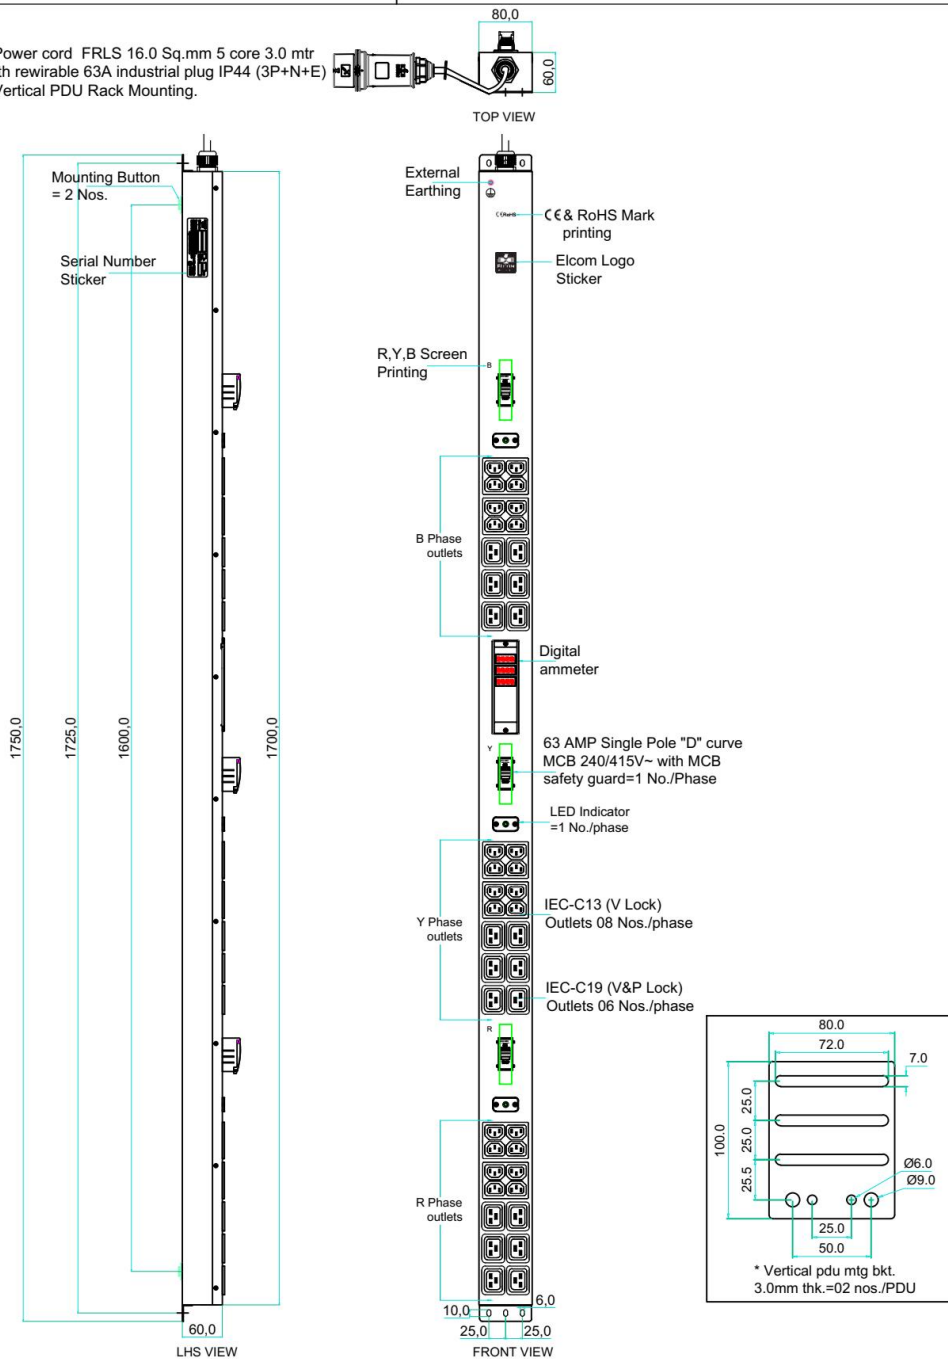 80,0
Power cord FRLS 16.0 Sq.mm 5 core 3.0 mtr
th rewirable 63A industrial plug IP44 (3P+N+E)
Vertical PDU Rack Mounting.
60,0
TOP VIEW
Mounting Button
= 2 Nos.
Serial Number
Sticker
1750,0
1725,0
1600,0
1700,0
60,0
LHS VIEW
External
Earthing
CE & RoHS Mark
printing
Elcom Logo
Sticker
R,Y,B Screen
Printing
B
B Phase
outlets
Digital
ammeter
Y
63 AMP Single Pole "D" curve
MCB 240/415V~ with MCB
safety guard=1 No./Phase
LED Indicator
=1 No./phase
Y Phase
outlets
IEC-C13 (V Lock)
Outlets 08 Nos./phase
IEC-C19 (V&P Lock)
Outlets 06 Nos./phase
R
R Phase
outlets
10,0
6,0
25,0
25,0
FRONT VIEW
80.0
72.0
7.0
100.0
25.0
25.0
25.5
Ø6.0
Ø9.0
25.0
50.0
* Vertical pdu mtg bkt.
3.0mm thk.=02 nos./PDU